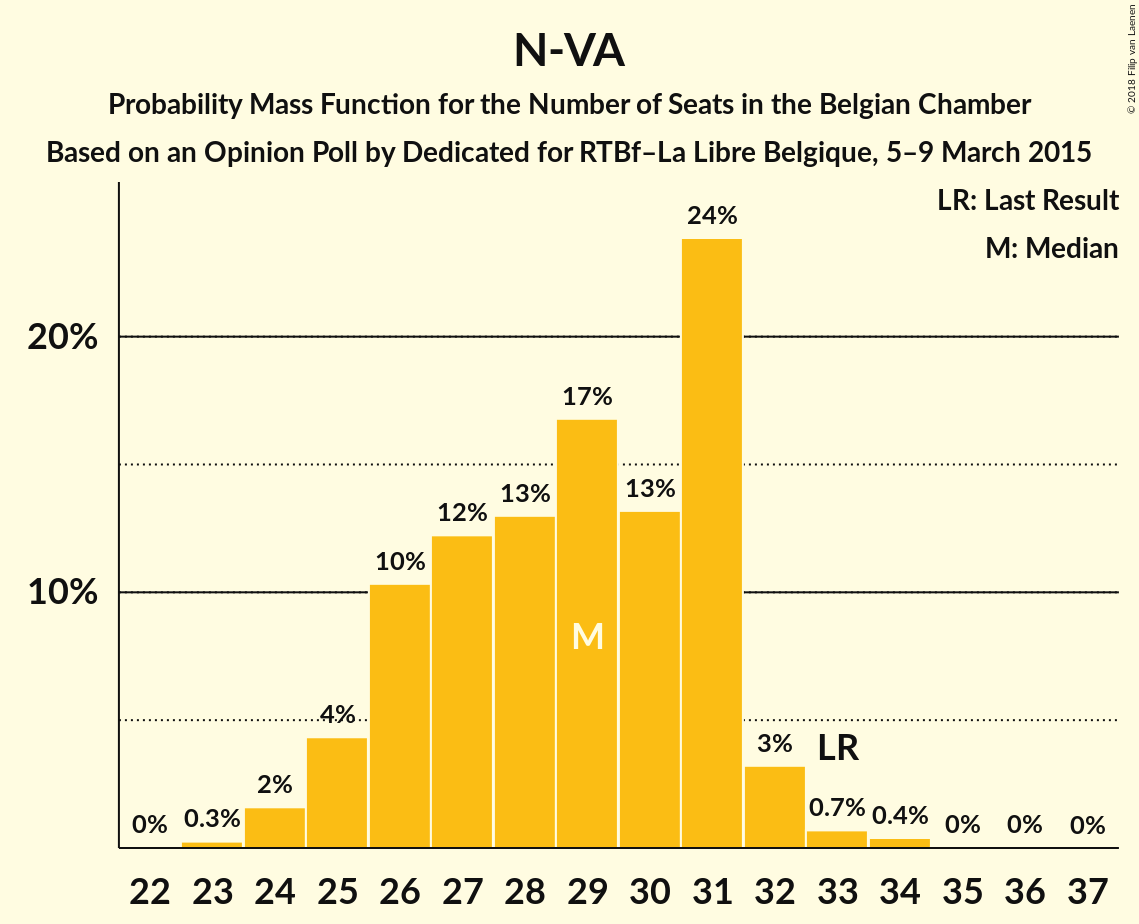 N-VA
Probability Mass Function for the Number of Seats in the Belgian Chamber
Based on an Opinion Poll by Dedicated for RTBf–La Libre Belgique, 5–9 March 2015
© 2018 Filip van Laenen
LR: Last Result
M: Median
20%
10%
0%
0.3%
2%
4%
10%
12%
13%
17%
13%
24%
3%
0.7%
0.4%
0%
0%
0%
M
LR
22 23 24 25 26 27 28 29 30 31 32 33 34 35 36 37